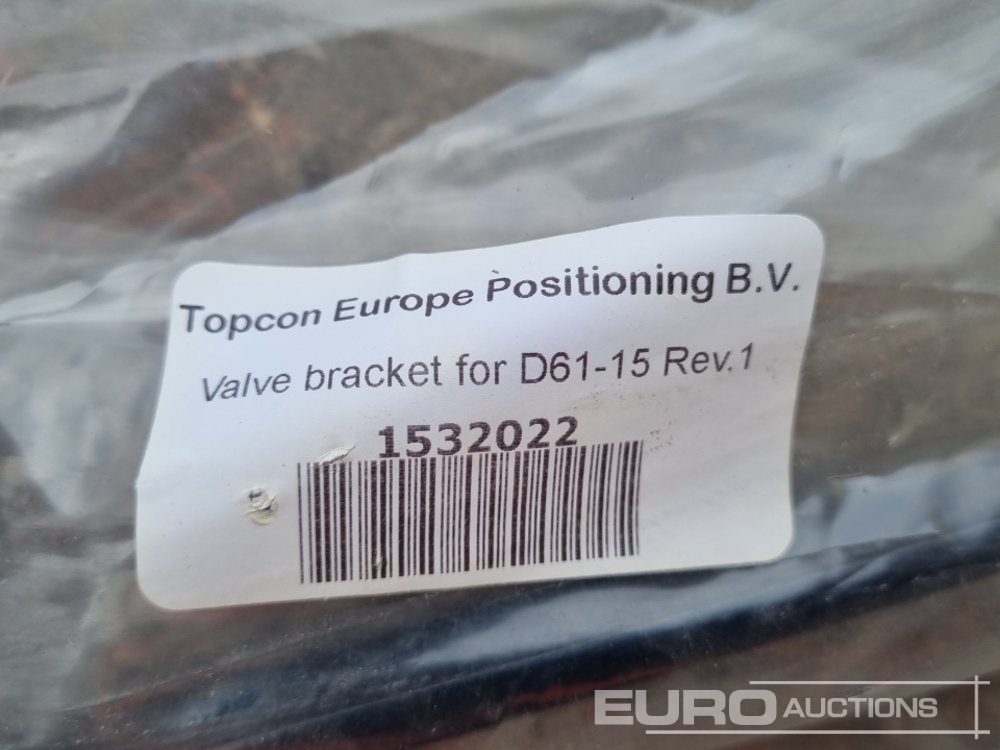 Topcon Europe Positioning B.V.
Valve bracket for D61-15 Rev.1
1532022
EURO AUCTIONS